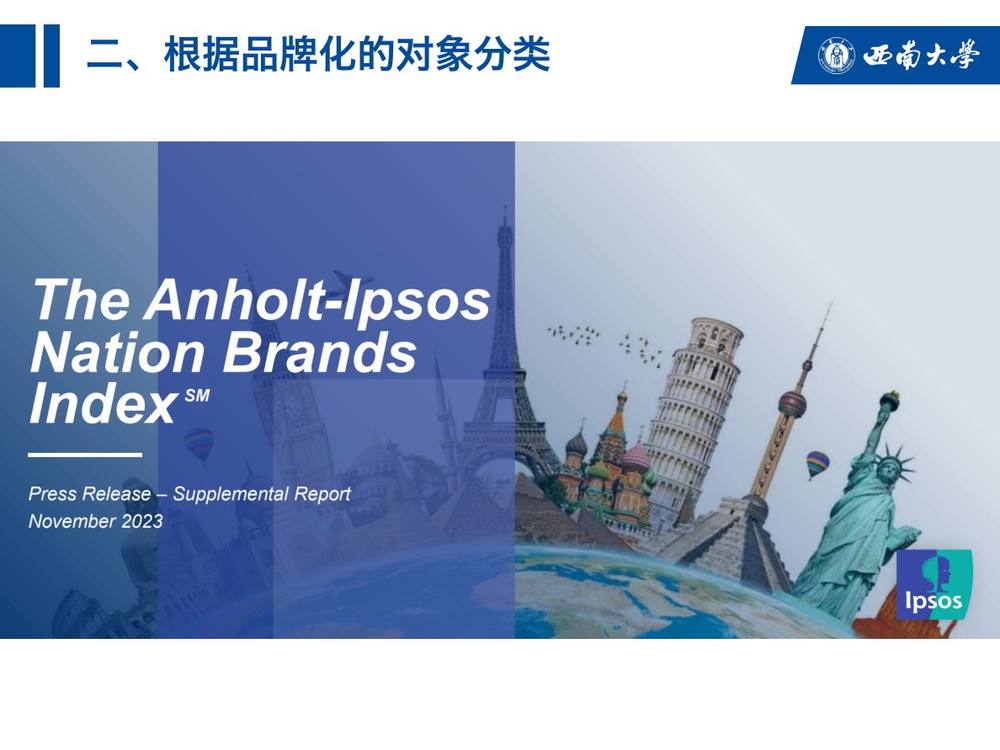 二、根据品牌化的对象分类
西南大学
The Anholt-Ipsos
Nation Brands
Index SM
Press Release – Supplemental Report
November 2023
Ipsos